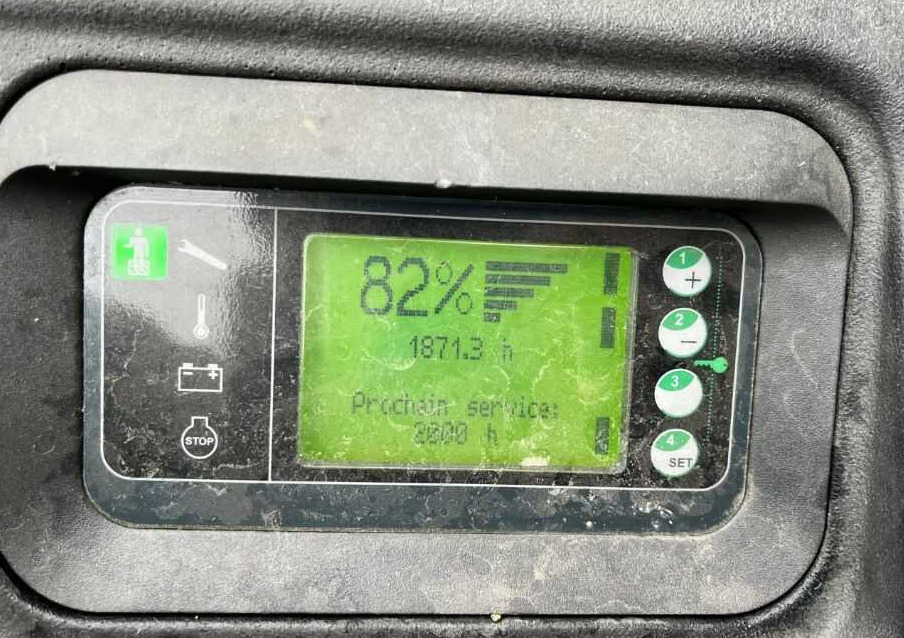 82%
1871.3 h
Prochain service:
2000 h
STOP
1
+
2
−
3
4
SET